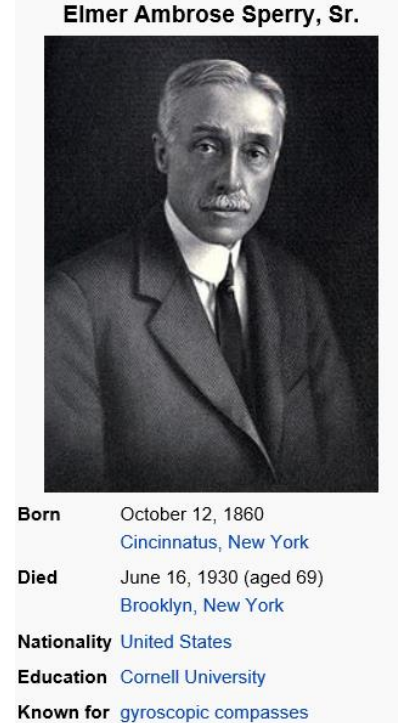 Elmer Ambrose Sperry, Sr.
Born October 12, 1860
Cincinnatus, New York
Died June 16, 1930 (aged 69)
Brooklyn, New York
Nationality United States
Education Cornell University
Known for gyroscopic compasses